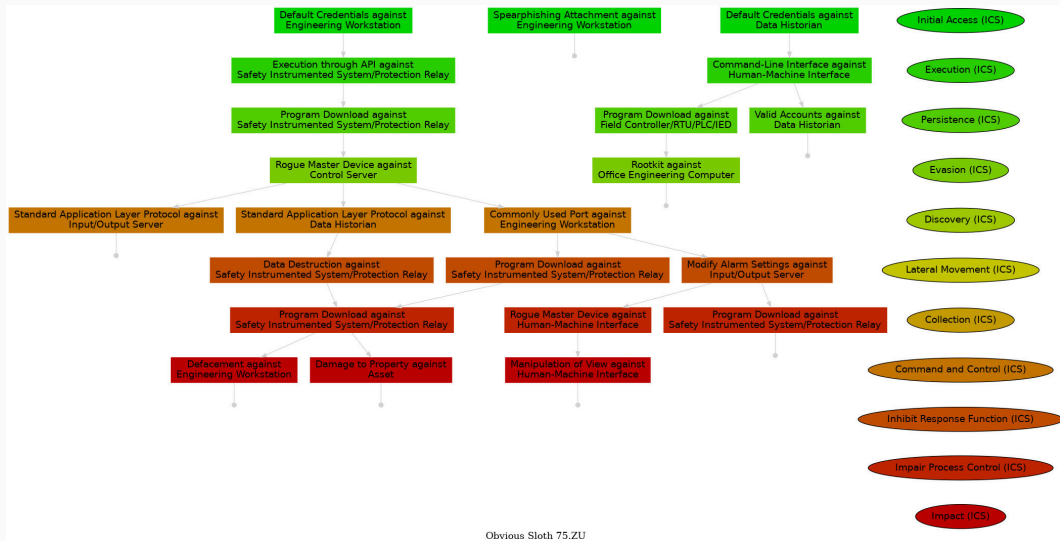 Default Credentials against
Engineering Workstation
Spearphishing Attachment against
Engineering Workstation
Default Credentials against
Data Historian
Initial Access (ICS)
Execution through API against
Safety Instrumented System/Protection Relay
Command-Line Interface against
Human-Machine Interface
Execution (ICS)
Program Download against
Safety Instrumented System/Protection Relay
Program Download against
Field Controller/RTU/PLC/IED
Valid Accounts against
Data Historian
Persistence (ICS)
Rogue Master Device against
Control Server
Rootkit against
Office Engineering Computer
Evasion (ICS)
Standard Application Layer Protocol against
Input/Output Server
Standard Application Layer Protocol against
Data Historian
Commonly Used Port against
Engineering Workstation
Discovery (ICS)
Data Destruction against
Safety Instrumented System/Protection Relay
Program Download against
Safety Instrumented System/Protection Relay
Modify Alarm Settings against
Input/Output Server
Lateral Movement (ICS)
Program Download against
Safety Instrumented System/Protection Relay
Rogue Master Device against
Human-Machine Interface
Program Download against
Safety Instrumented System/Protection Relay
Collection (ICS)
Defacement against
Engineering Workstation
Damage to Property against
Asset
Manipulation of View against
Human-Machine Interface
Command and Control (ICS)
Inhibit Response Function (ICS)
Impair Process Control (ICS)
Impact (ICS)
Obvious Sloth 75.ZU